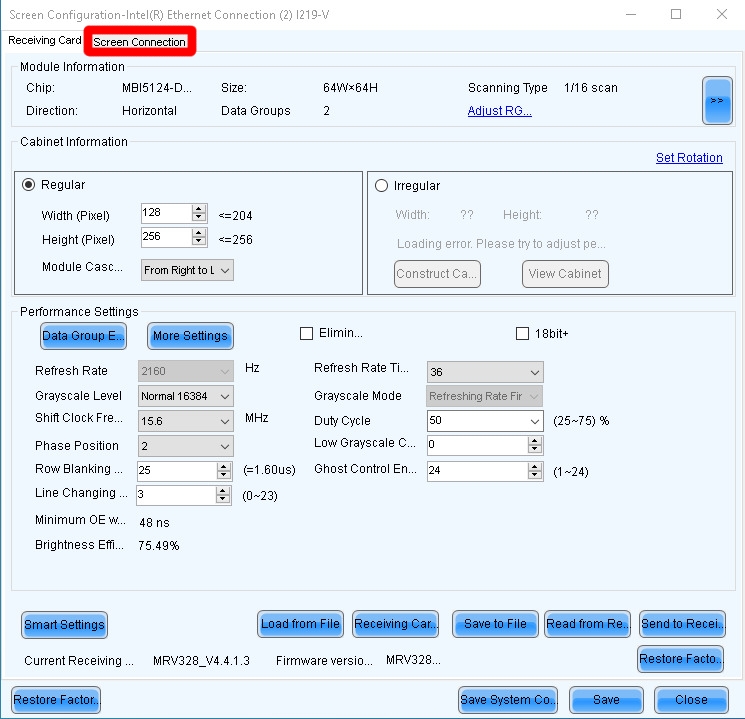 Screen Configuration-Intel(R) Ethernet Connection (2) I219-V
Receiving Card Screen Connection
Module Information
Chip: MBI5124-D... Size: 64W×64H Scanning Type 1/16 scan
Direction: Horizontal Data Groups 2 Adjust RG...
>>
Cabinet Information
Set Rotation
Regular
Width (Pixel) 128 <=204
Height (Pixel) 256 <=256
Module Casc... From Right to L
Irregular
Width: ?? Height: ??
Loading error. Please try to adjust pe...
Construct Ca... View Cabinet
Performance Settings
Data Group E... More Settings Elimin... 18bit+
Refresh Rate 2160 Hz Refresh Rate Ti... 36
Grayscale Level Normal 16384 Grayscale Mode Refreshing Rate Fir
Shift Clock Fre... 15.6 MHz Duty Cycle 50 (25~75) %
Phase Position 2 Low Grayscale C... 0
Row Blanking ... 25 (=1.60us) Ghost Control En... 24 (1~24)
Line Changing ... 3 (0~23)
Minimum OE w... 48 ns
Brightness Effi... 75.49%
Smart Settings Load from File Receiving Car... Save to File Read from Re... Send to Recei...
Current Receiving ... MRV328_V4.4.1.3 Firmware versio... MRV328... Restore Facto...
Restore Factor... Save System Co... Save Close